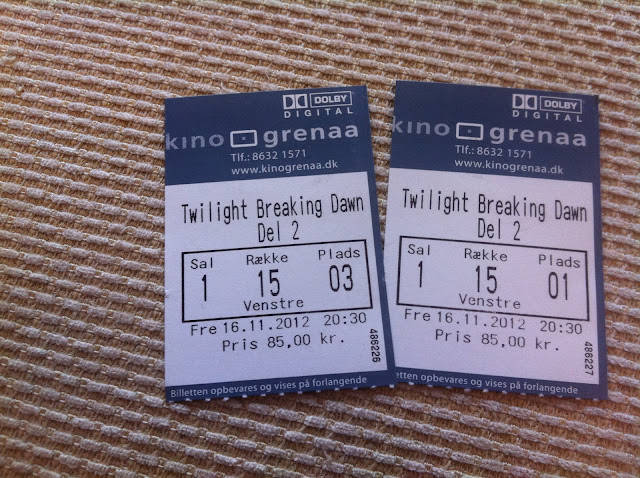 DOLBY
DIGITAL
kino grenaa
Tlf.: 8632 1571
www.kinogrenaa.dk
Twilight Breaking Dawn
Del 2
Sal Række Plads
1 15 03
Venstre
Fre 16.11.2012 20:30
Pris 85,00 kr.
486226
Billetten opbevares og vises på forlangende
DOLBY
DIGITAL
kino grenaa
Tlf.: 8632 1571
www.kinogrenaa.dk
Twilight Breaking Dawn
Del 2
Sal Række Plads
1 15 01
Venstre
Fre 16.11.2012 20:30
Pris 85,00 kr.
486227
etten opbevares og vises på forlangende